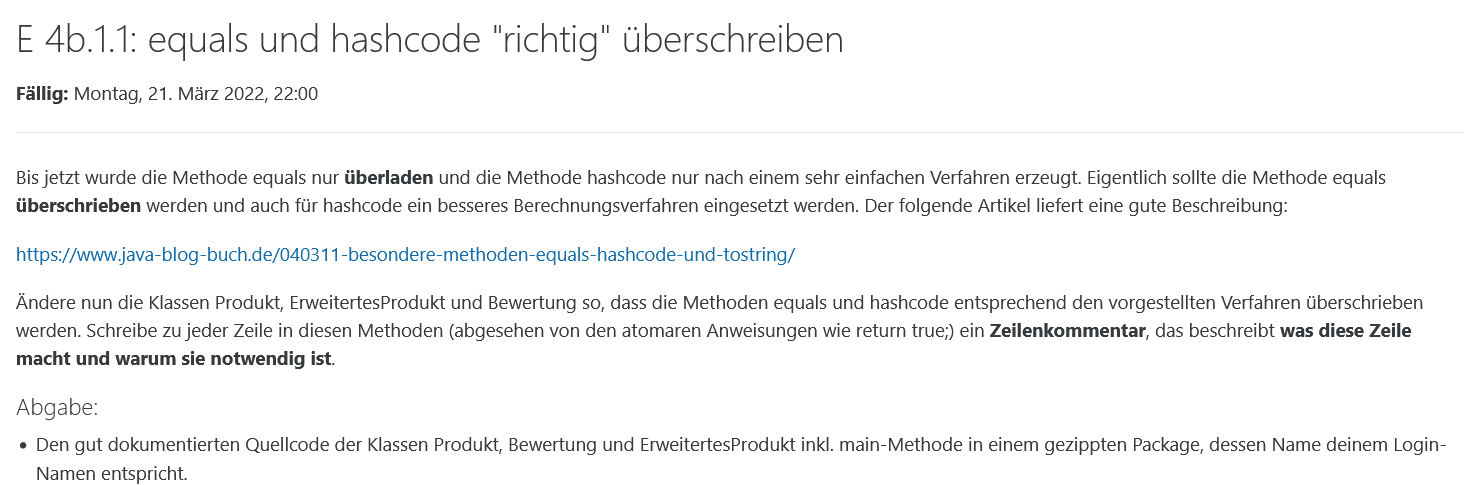 E 4b.1.1: equals und hashcode "richtig" überschreiben
Fällig: Montag, 21. März 2022, 22:00
Bis jetzt wurde die Methode equals nur überladen und die Methode hashcode nur nach einem sehr einfachen Verfahren erzeugt. Eigentlich sollte die Methode equals
überschrieben werden und auch für hashcode ein besseres Berechnungsverfahren eingesetzt werden. Der folgende Artikel liefert eine gute Beschreibung:
https://www.java-blog-buch.de/040311-besondere-methoden-equals-hashcode-und-tostring/
Ändere nun die Klassen Produkt, ErweitertesProdukt und Bewertung so, dass die Methoden equals und hashcode entsprechend den vorgestellten Verfahren überschrieben
werden. Schreibe zu jeder Zeile in diesen Methoden (abgesehen von den atomaren Anweisungen wie return true;) ein Zeilenkommentar, das beschreibt was diese Zeile
macht und warum sie notwendig ist.
Abgabe:
• Den gut dokumentierten Quellcode der Klassen Produkt, Bewertung und ErweitertesProdukt inkl. main-Methode in einem gezippten Package, dessen Name deinem Login-
Namen entspricht.